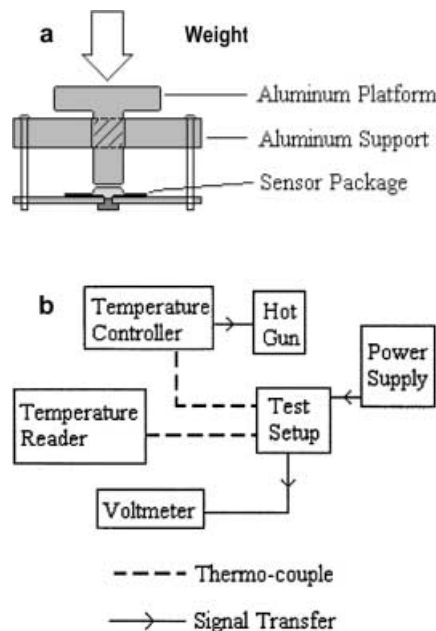 a
Weight
Aluminum Platform
Aluminum Support
Sensor Package
b
Temperature
Controller
Hot
Gun
Power
Supply
Temperature
Reader
Test
Setup
Voltmeter
Thermo-couple
Signal Transfer